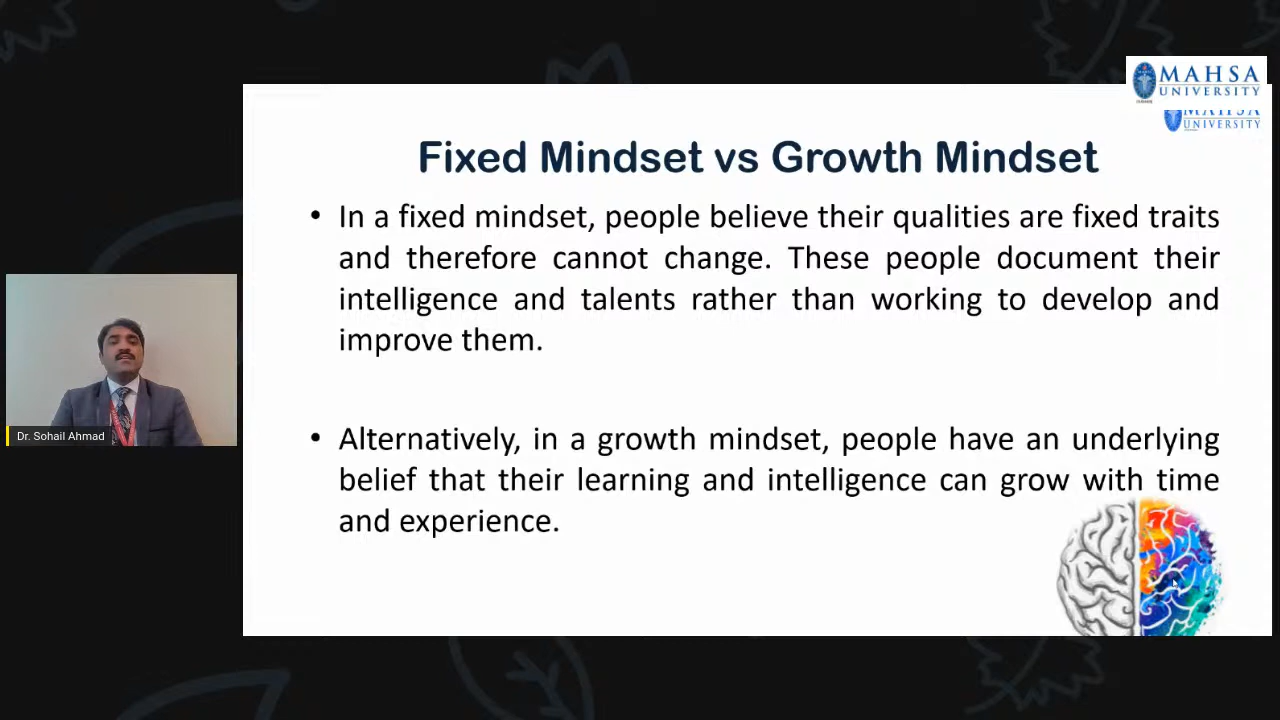 MAHSA
UNIVERSITY
MAHSA
UNIVERSITY
Fixed Mindset vs Growth Mindset
• In a fixed mindset, people believe their qualities are fixed traits
and therefore cannot change. These people document their
intelligence and talents rather than working to develop and
improve them.
• Alternatively, in a growth mindset, people have an underlying
belief that their learning and intelligence can grow with time
and experience.
Dr. Sohail Ahmad